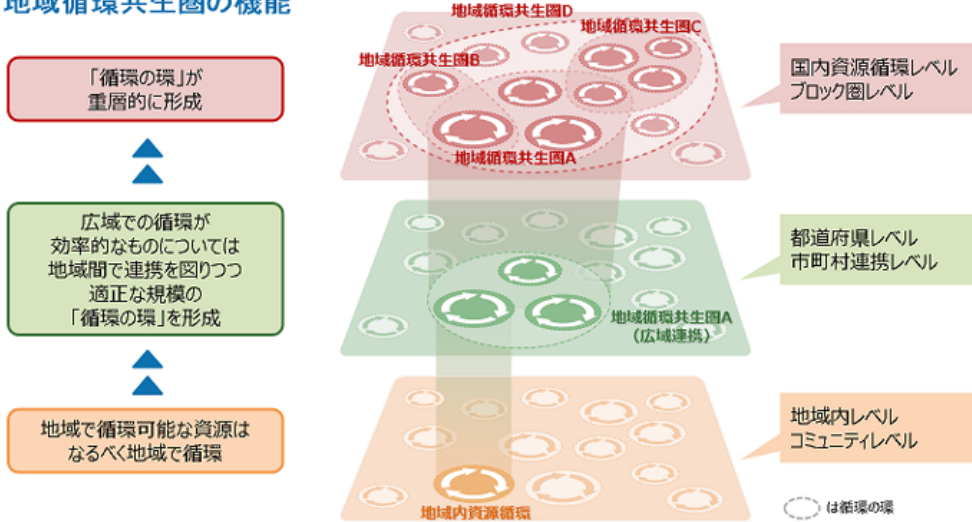 地域循環共生圏の機能
「循環の環」が
重層的に形成
広域での循環が
効率的なものについては
地域間で連携を図りつつ
適正な規模の
「循環の環」を形成
地域で循環可能な資源は
なるべく地域で循環
地域循環共生圏D
地域循環共生圏C
地域循環共生圏B
地域循環共生圏A
国内資源循環レベル
ブロック圏レベル
都道府県レベル
市町村連携レベル
地域循環共生圏A
（広域連携）
地域内レベル
コミュニティレベル
地域内資源循環
は循環の環